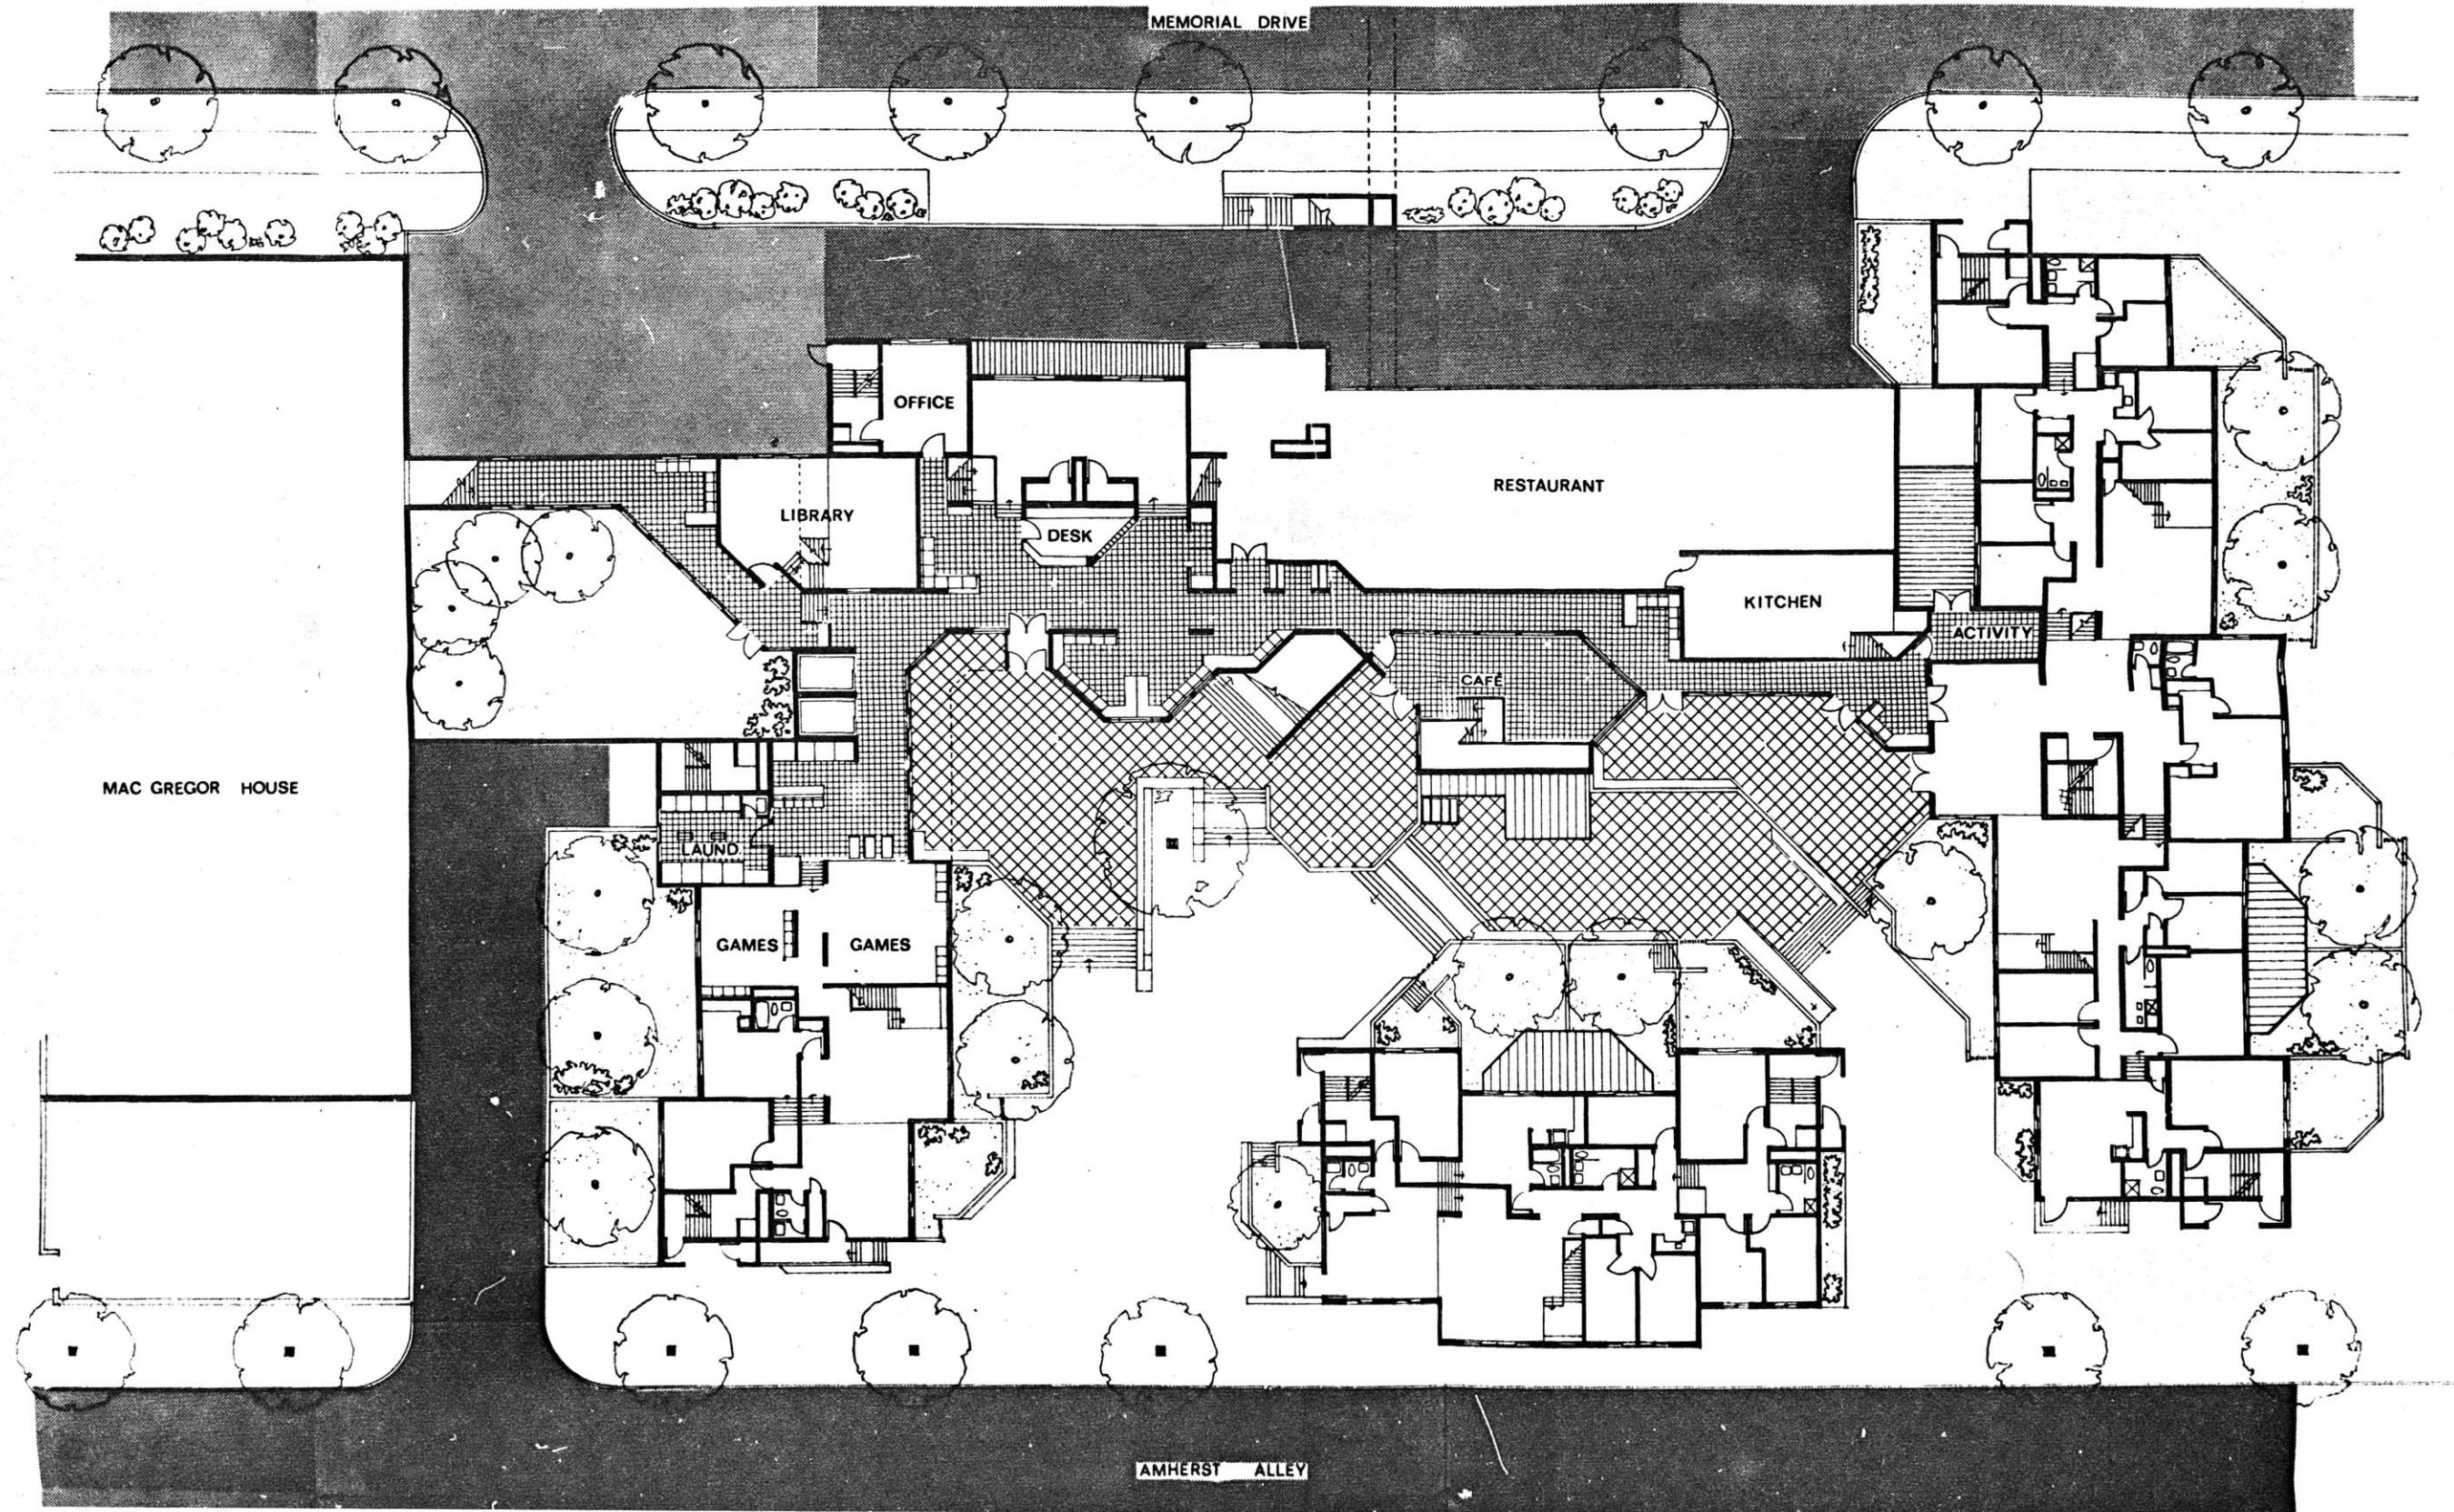 MEMORIAL DRIVE
OFFICE
RESTAURANT
LIBRARY
DESK
KITCHEN
ACTIVITY
CAFÉ
MAC GREGOR HOUSE
LAUND.
GAMES
GAMES
AMHERST ALLEY